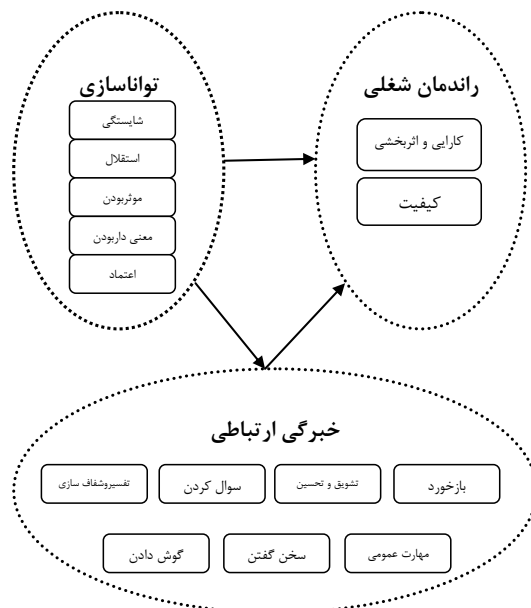 راندمان شغلی
کارایی و اثربخشی
کیفیت
تواناسازی
شایستگی
استقلال
موثربودن
معنی داربودن
اعتماد
خبرگی ارتباطی
بازخورد
تشویق و تحسین
سوال کردن
تفسیروشفاف سازی
مهارت عمومی
سخن گفتن
گوش دادن